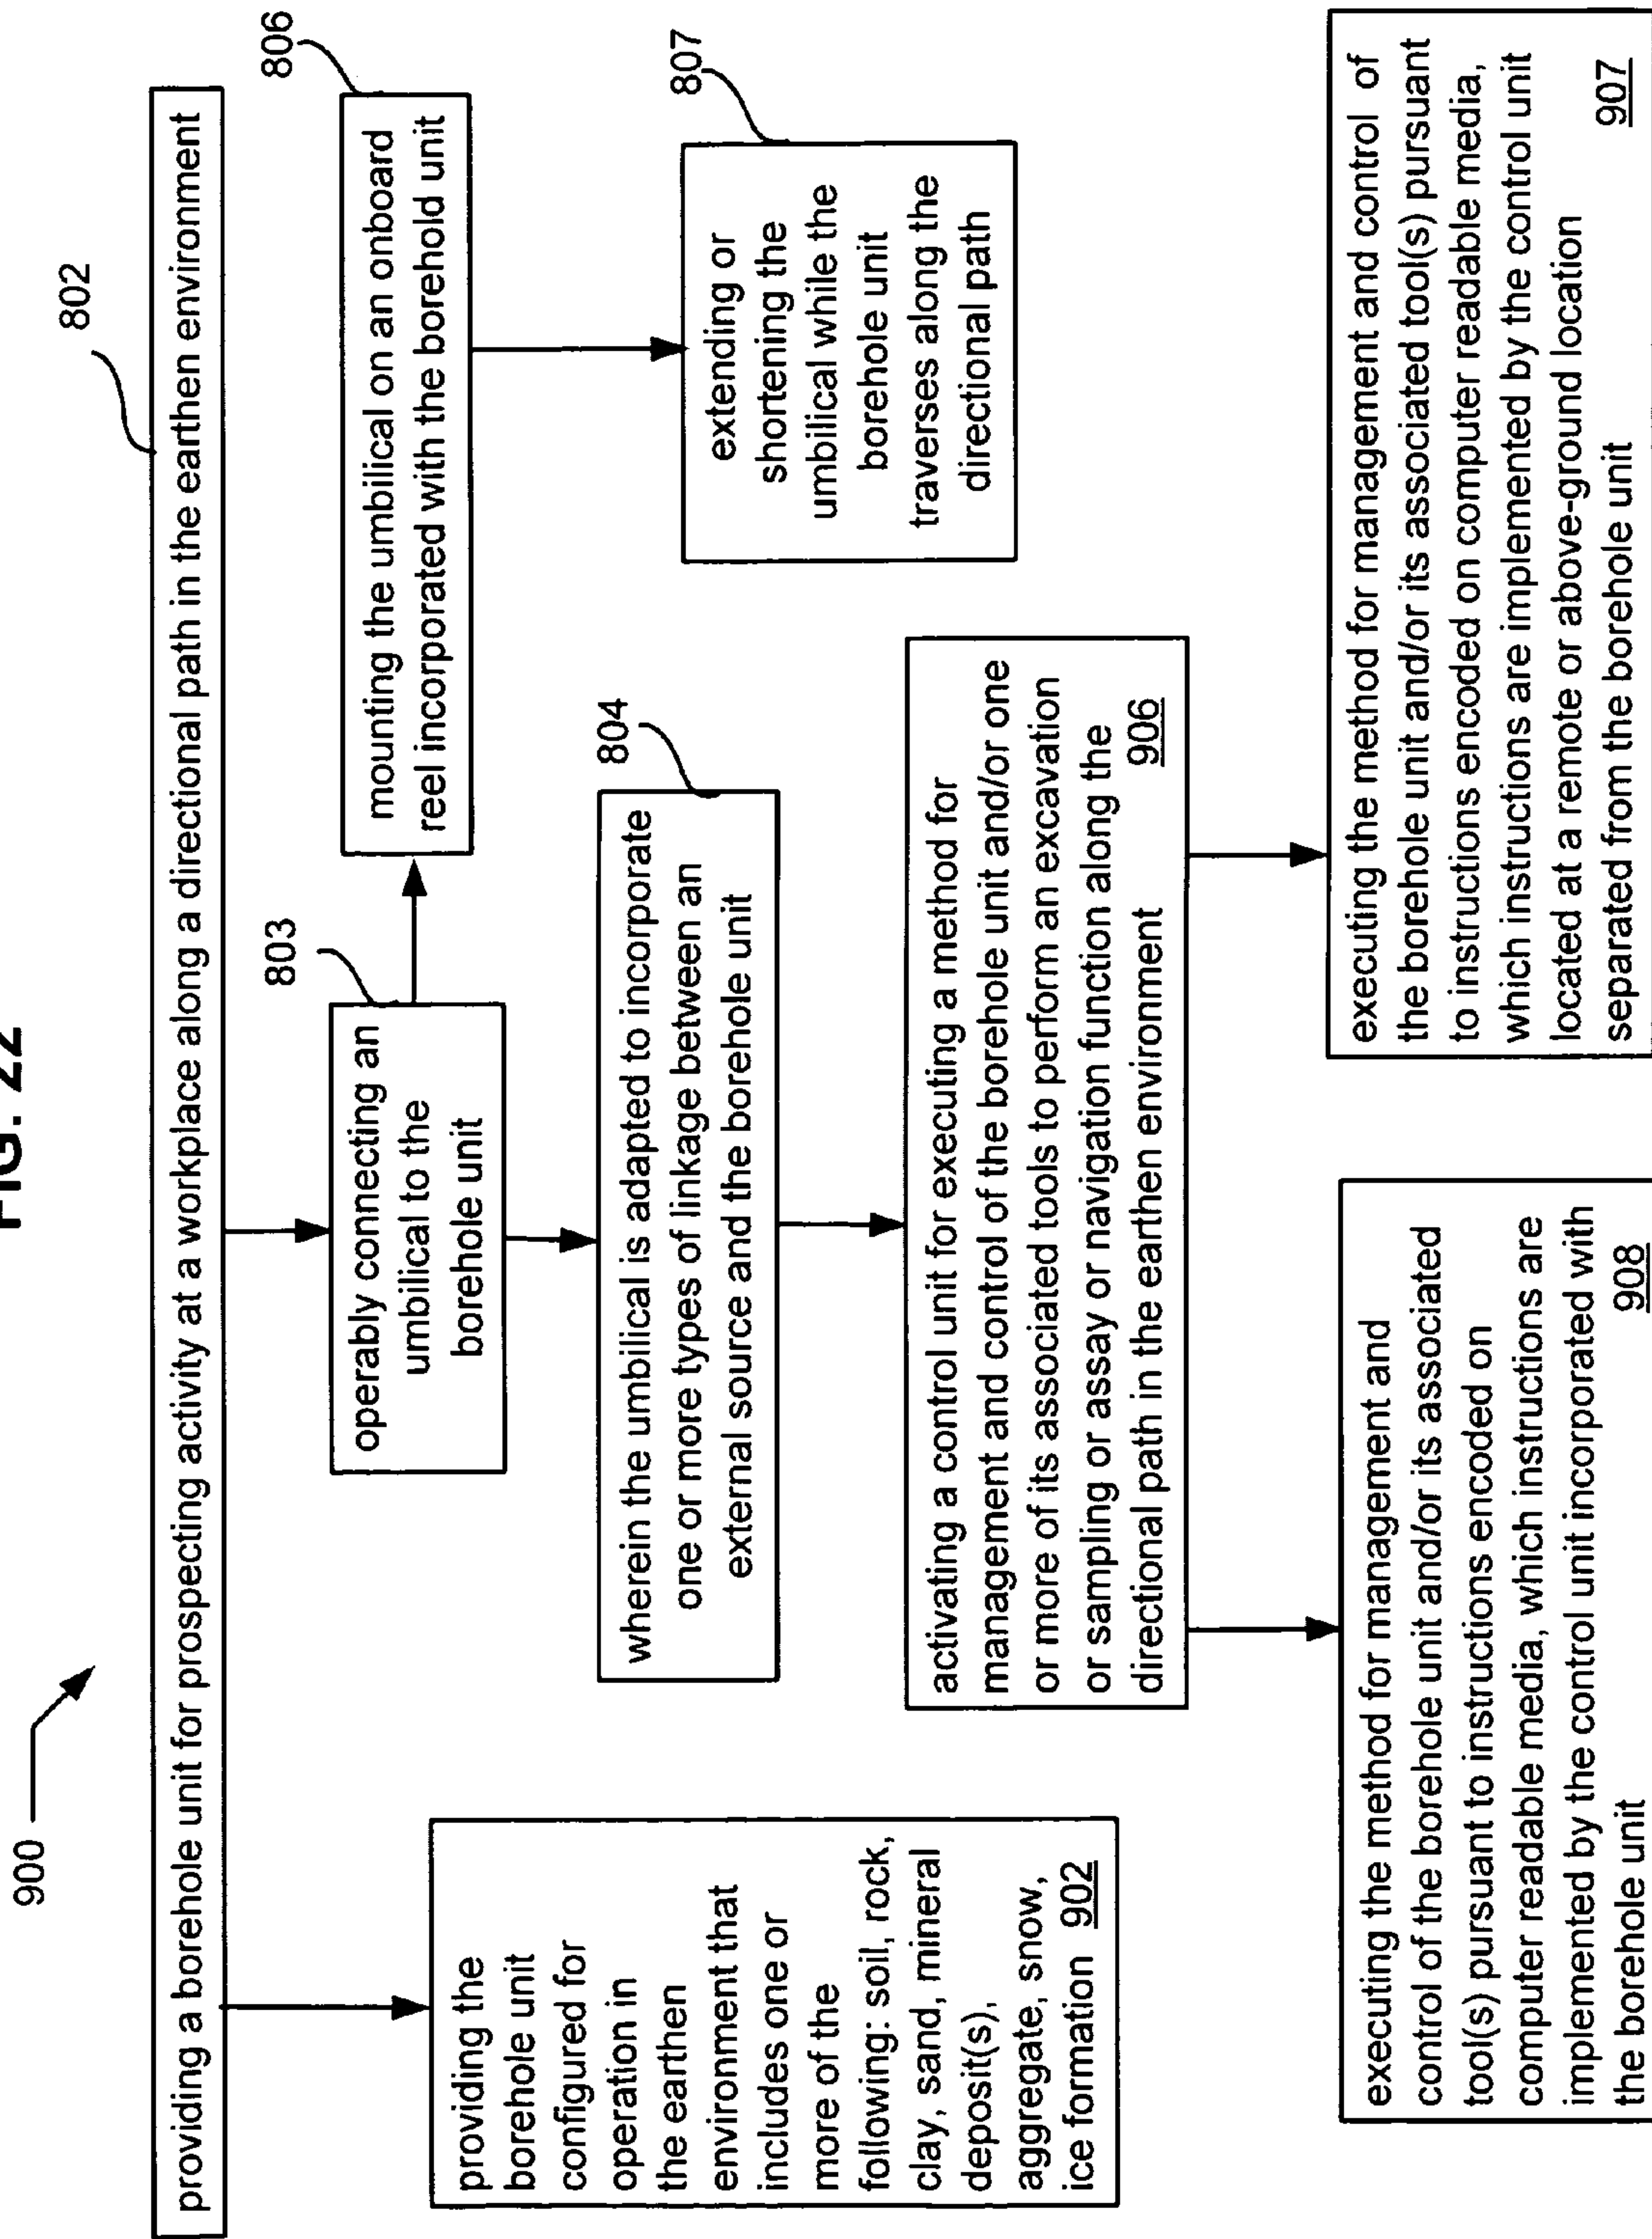 FIG. 22
900
802
providing a borehole unit for prospecting activity at a workplace along a directional path in the earthen environment
803
operably connecting an
umbilical to the
borehole unit
806
mounting the umbilical on an onboard
reel incorporated with the borehold unit
807
extending or
shortening the
umbilical while the
borehole unit
traverses along the
directional path
providing the
borehole unit
configured for
operation in
the earthen
environment that
includes one or
more of the
following: soil, rock,
clay, sand, mineral
deposit(s),
aggregate, snow,
ice formation 902
804
wherein the umbilical is adapted to incorporate
one or more types of linkage between an
external source and the borehole unit
activating a control unit for executing a method for
management and control of the borehole unit and/or one
or more of its associated tools to perform an excavation
or sampling or assay or navigation function along the
directional path in the earthen environment 906
executing the method for management and
control of the borehole unit and/or its associated
tool(s) pursuant to instructions encoded on
computer readable media, which instructions are
implemented by the control unit incorporated with
the borehole unit 908
executing the method for management and control of
the borehole unit and/or its associated tool(s) pursuant
to instructions encoded on computer readable media,
which instructions are implemented by the control unit
located at a remote or above-ground location
separated from the borehole unit 907